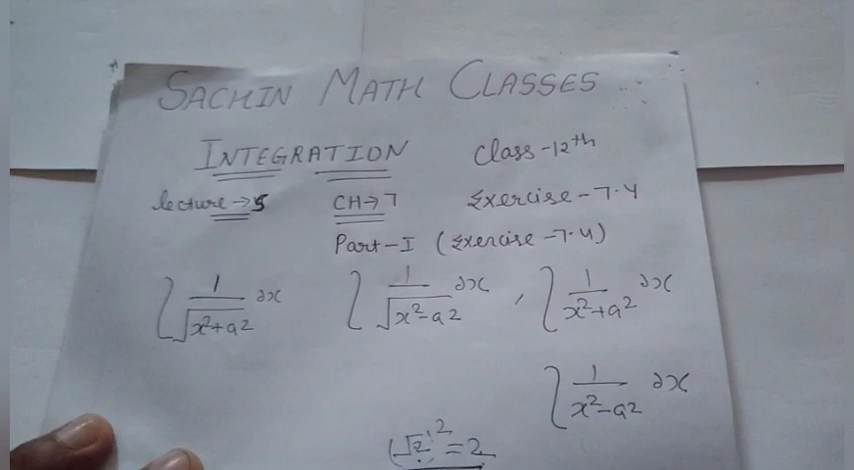 SACHIN MATH CLASSES
INTEGRATION Class-12th
lecture → 5 CH→7 Exercise-7.4
Part-I (Exercise-7.4)
∫ 1/√(x²+a²) dx ∫ 1/√(x²-a²) dx , ∫ 1/(x²+a²) dx
∫ 1/(x²-a²) dx
(√2)² = 2